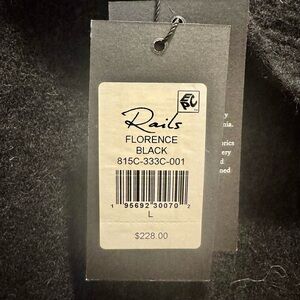 Rails
FLORENCE
BLACK
815C-333C-001
1 95692 30070 2
L
$228.00